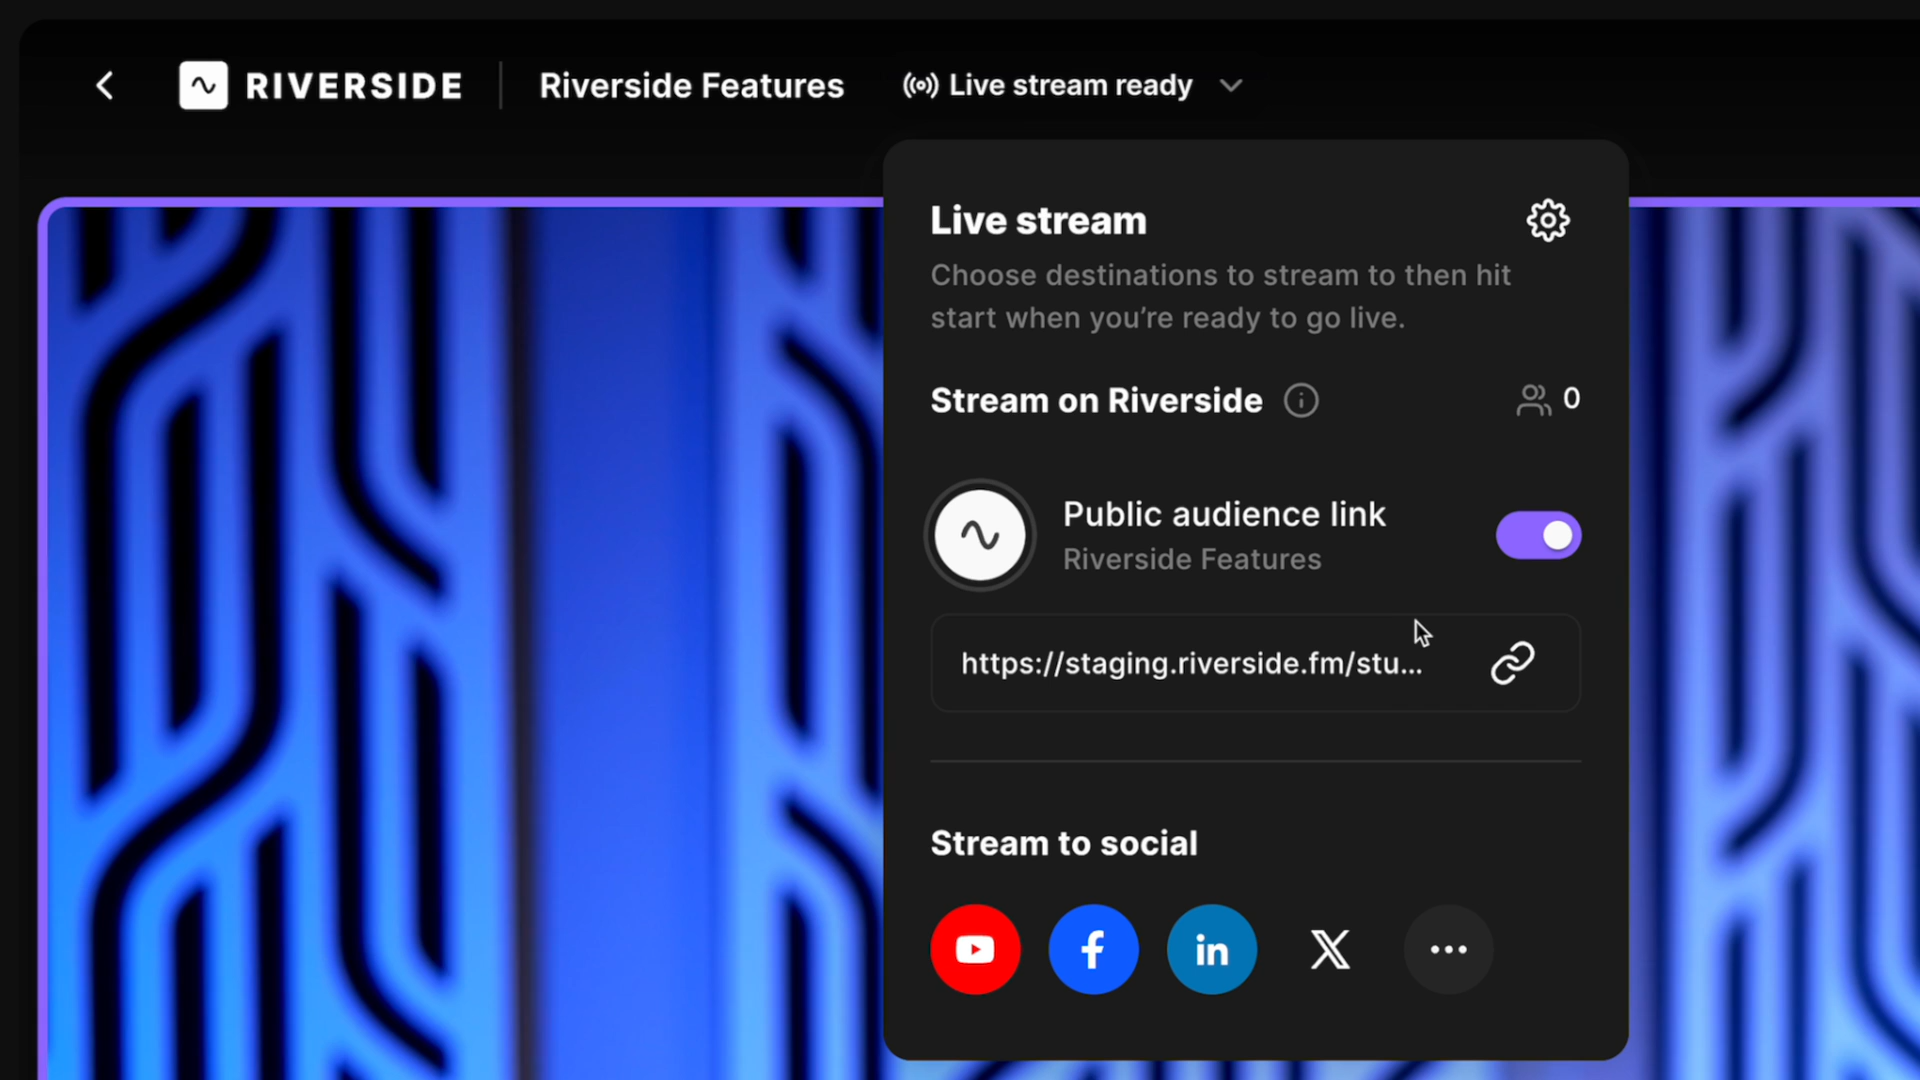 RIVERSIDE
Riverside Features
Live stream ready
Live stream
Choose destinations to stream to then hit
start when you’re ready to go live.
Stream on Riverside
0
Public audience link
Riverside Features
https://staging.riverside.fm/stu...
Stream to social